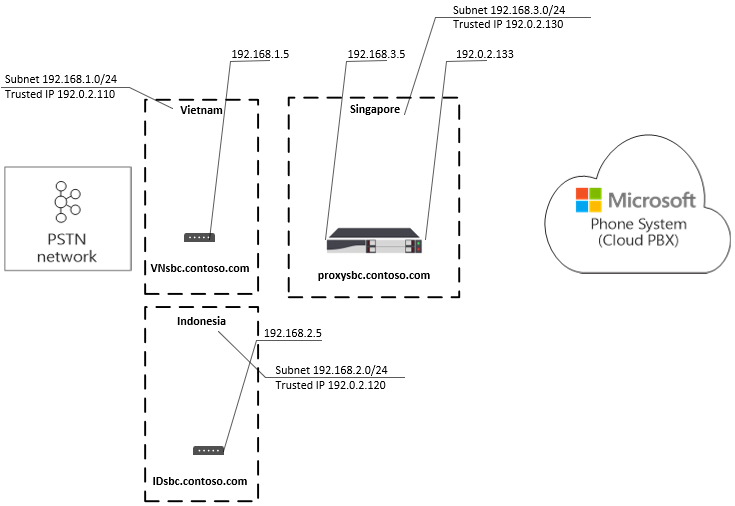 Subnet 192.168.3.0/24
Trusted IP 192.0.2.130
192.168.1.5
192.168.3.5
192.0.2.133
Subnet 192.168.1.0/24
Trusted IP 192.0.2.110
Vietnam
Singapore
Microsoft
Phone System
(Cloud PBX)
PSTN
network
VNsbc.contoso.com
proxysbc.contoso.com
Indonesia
192.168.2.5
Subnet 192.168.2.0/24
Trusted IP 192.0.2.120
IDsbc.contoso.com